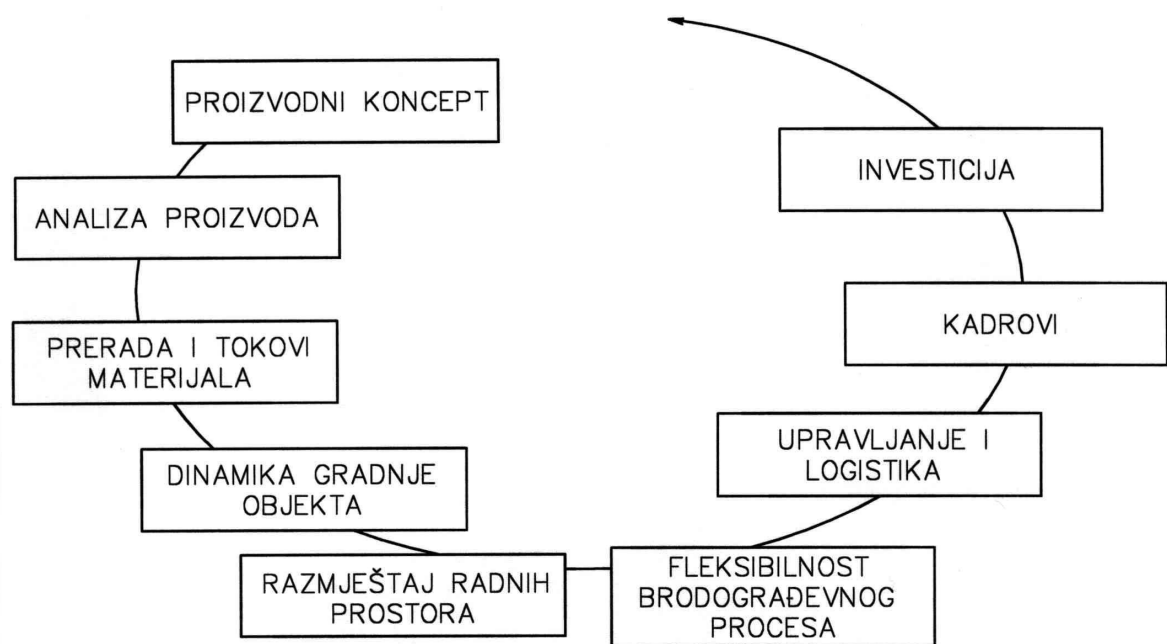 PROIZVODNI KONCEPT
ANALIZA PROIZVODA
PRERADA I TOKOVI
MATERIJALA
DINAMIKA GRADNJE
OBJEKTA
RAZMJEŠTAJ RADNIH
PROSTORA
FLEKSIBILNOST
BRODOGRAĐEVNOG
PROCESA
UPRAVLJANJE I
LOGISTIKA
KADROVI
INVESTICIJA